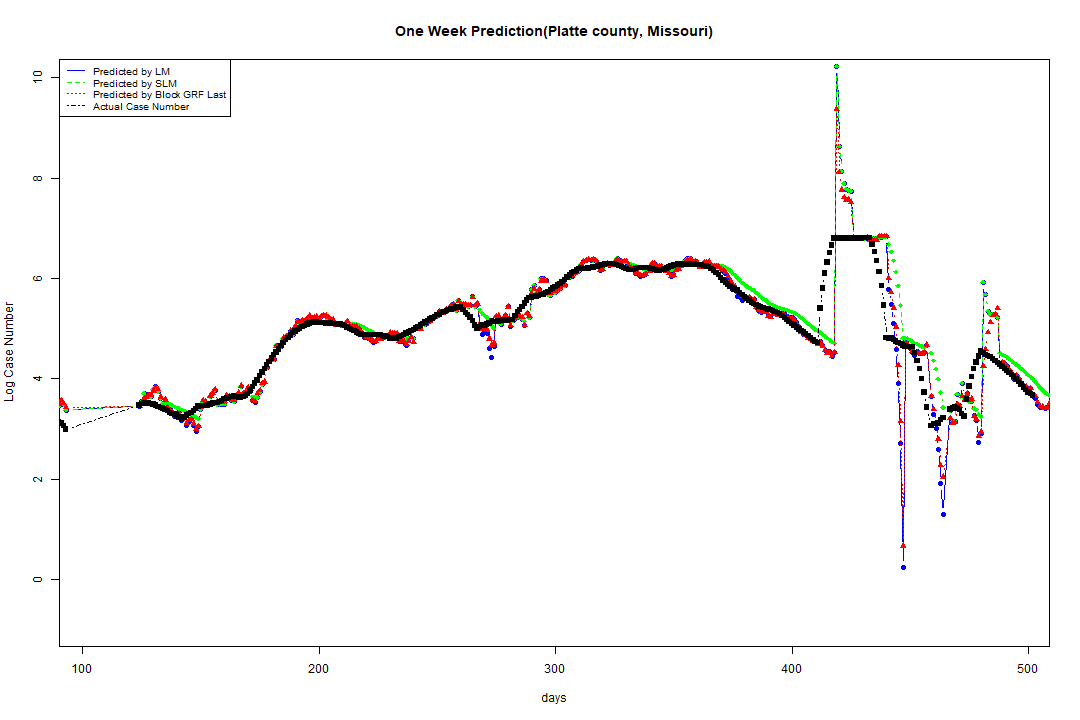 One Week Prediction(Platte county, Missouri)
Predicted by LM
Predicted by SLM
Predicted by Block GRF Last
Actual Case Number
Log Case Number
10
8
6
4
2
0
100 200 300 400 500
days